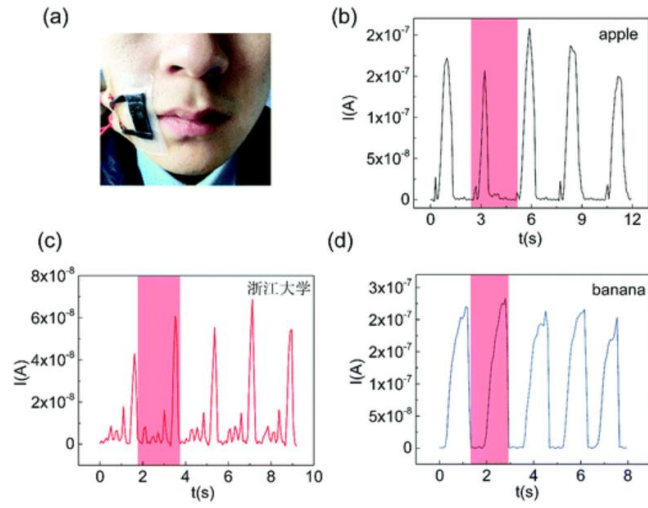 (a)
(b)
apple
I(A)
2x10⁻⁷
2x10⁻⁷
1x10⁻⁷
5x10⁻⁸
0
0 3 6 9 12
t(s)
(c)
浙江大学
I(A)
8x10⁻⁸
6x10⁻⁸
4x10⁻⁸
2x10⁻⁸
0
0 2 4 6 8 10
t(s)
(d)
banana
I(A)
3x10⁻⁷
2x10⁻⁷
1x10⁻⁷
5x10⁻⁸
0
0 2 4 6 8
t(s)